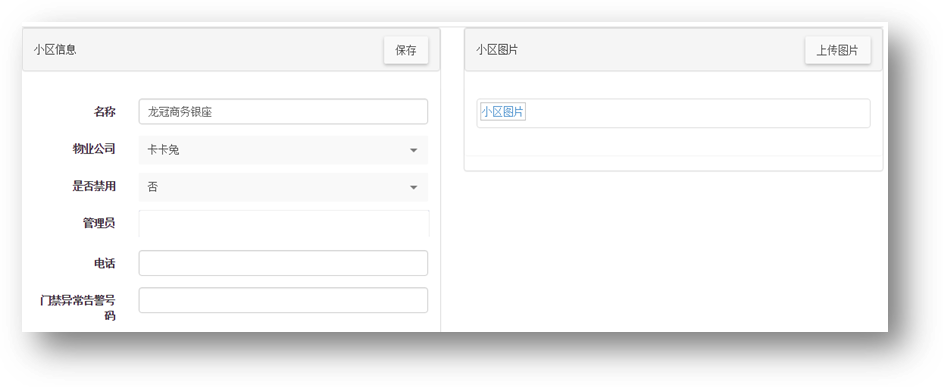 小区信息
保存
名称
龙冠商务银座
物业公司
卡卡兔
是否禁用
否
管理员
电话
门禁异常告警号
码
小区图片
上传图片
小区图片